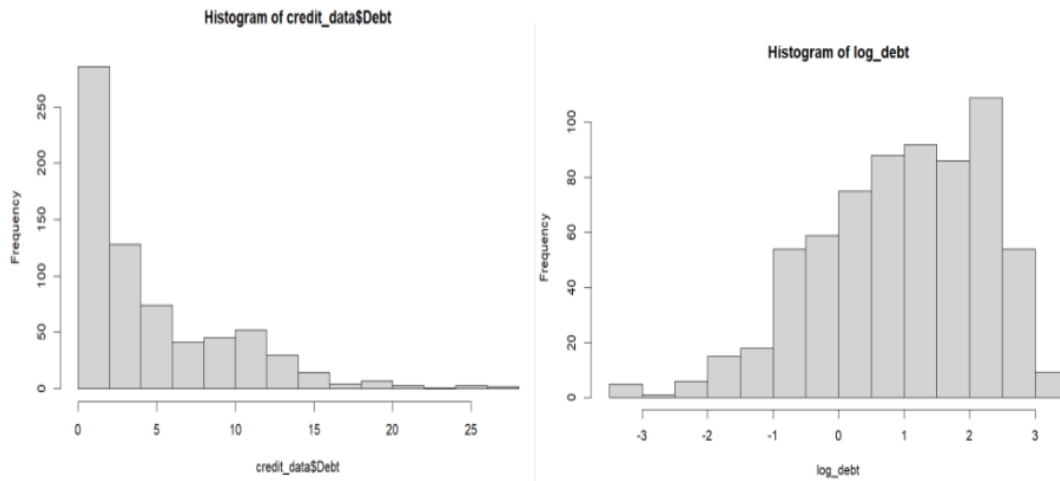 Histogram of credit_data$Debt
Frequency
250
200
150
100
50
0
0 5 10 15 20 25
credit_data$Debt
Histogram of log_debt
Frequency
100
80
60
40
20
0
-3 -2 -1 0 1 2 3
log_debt